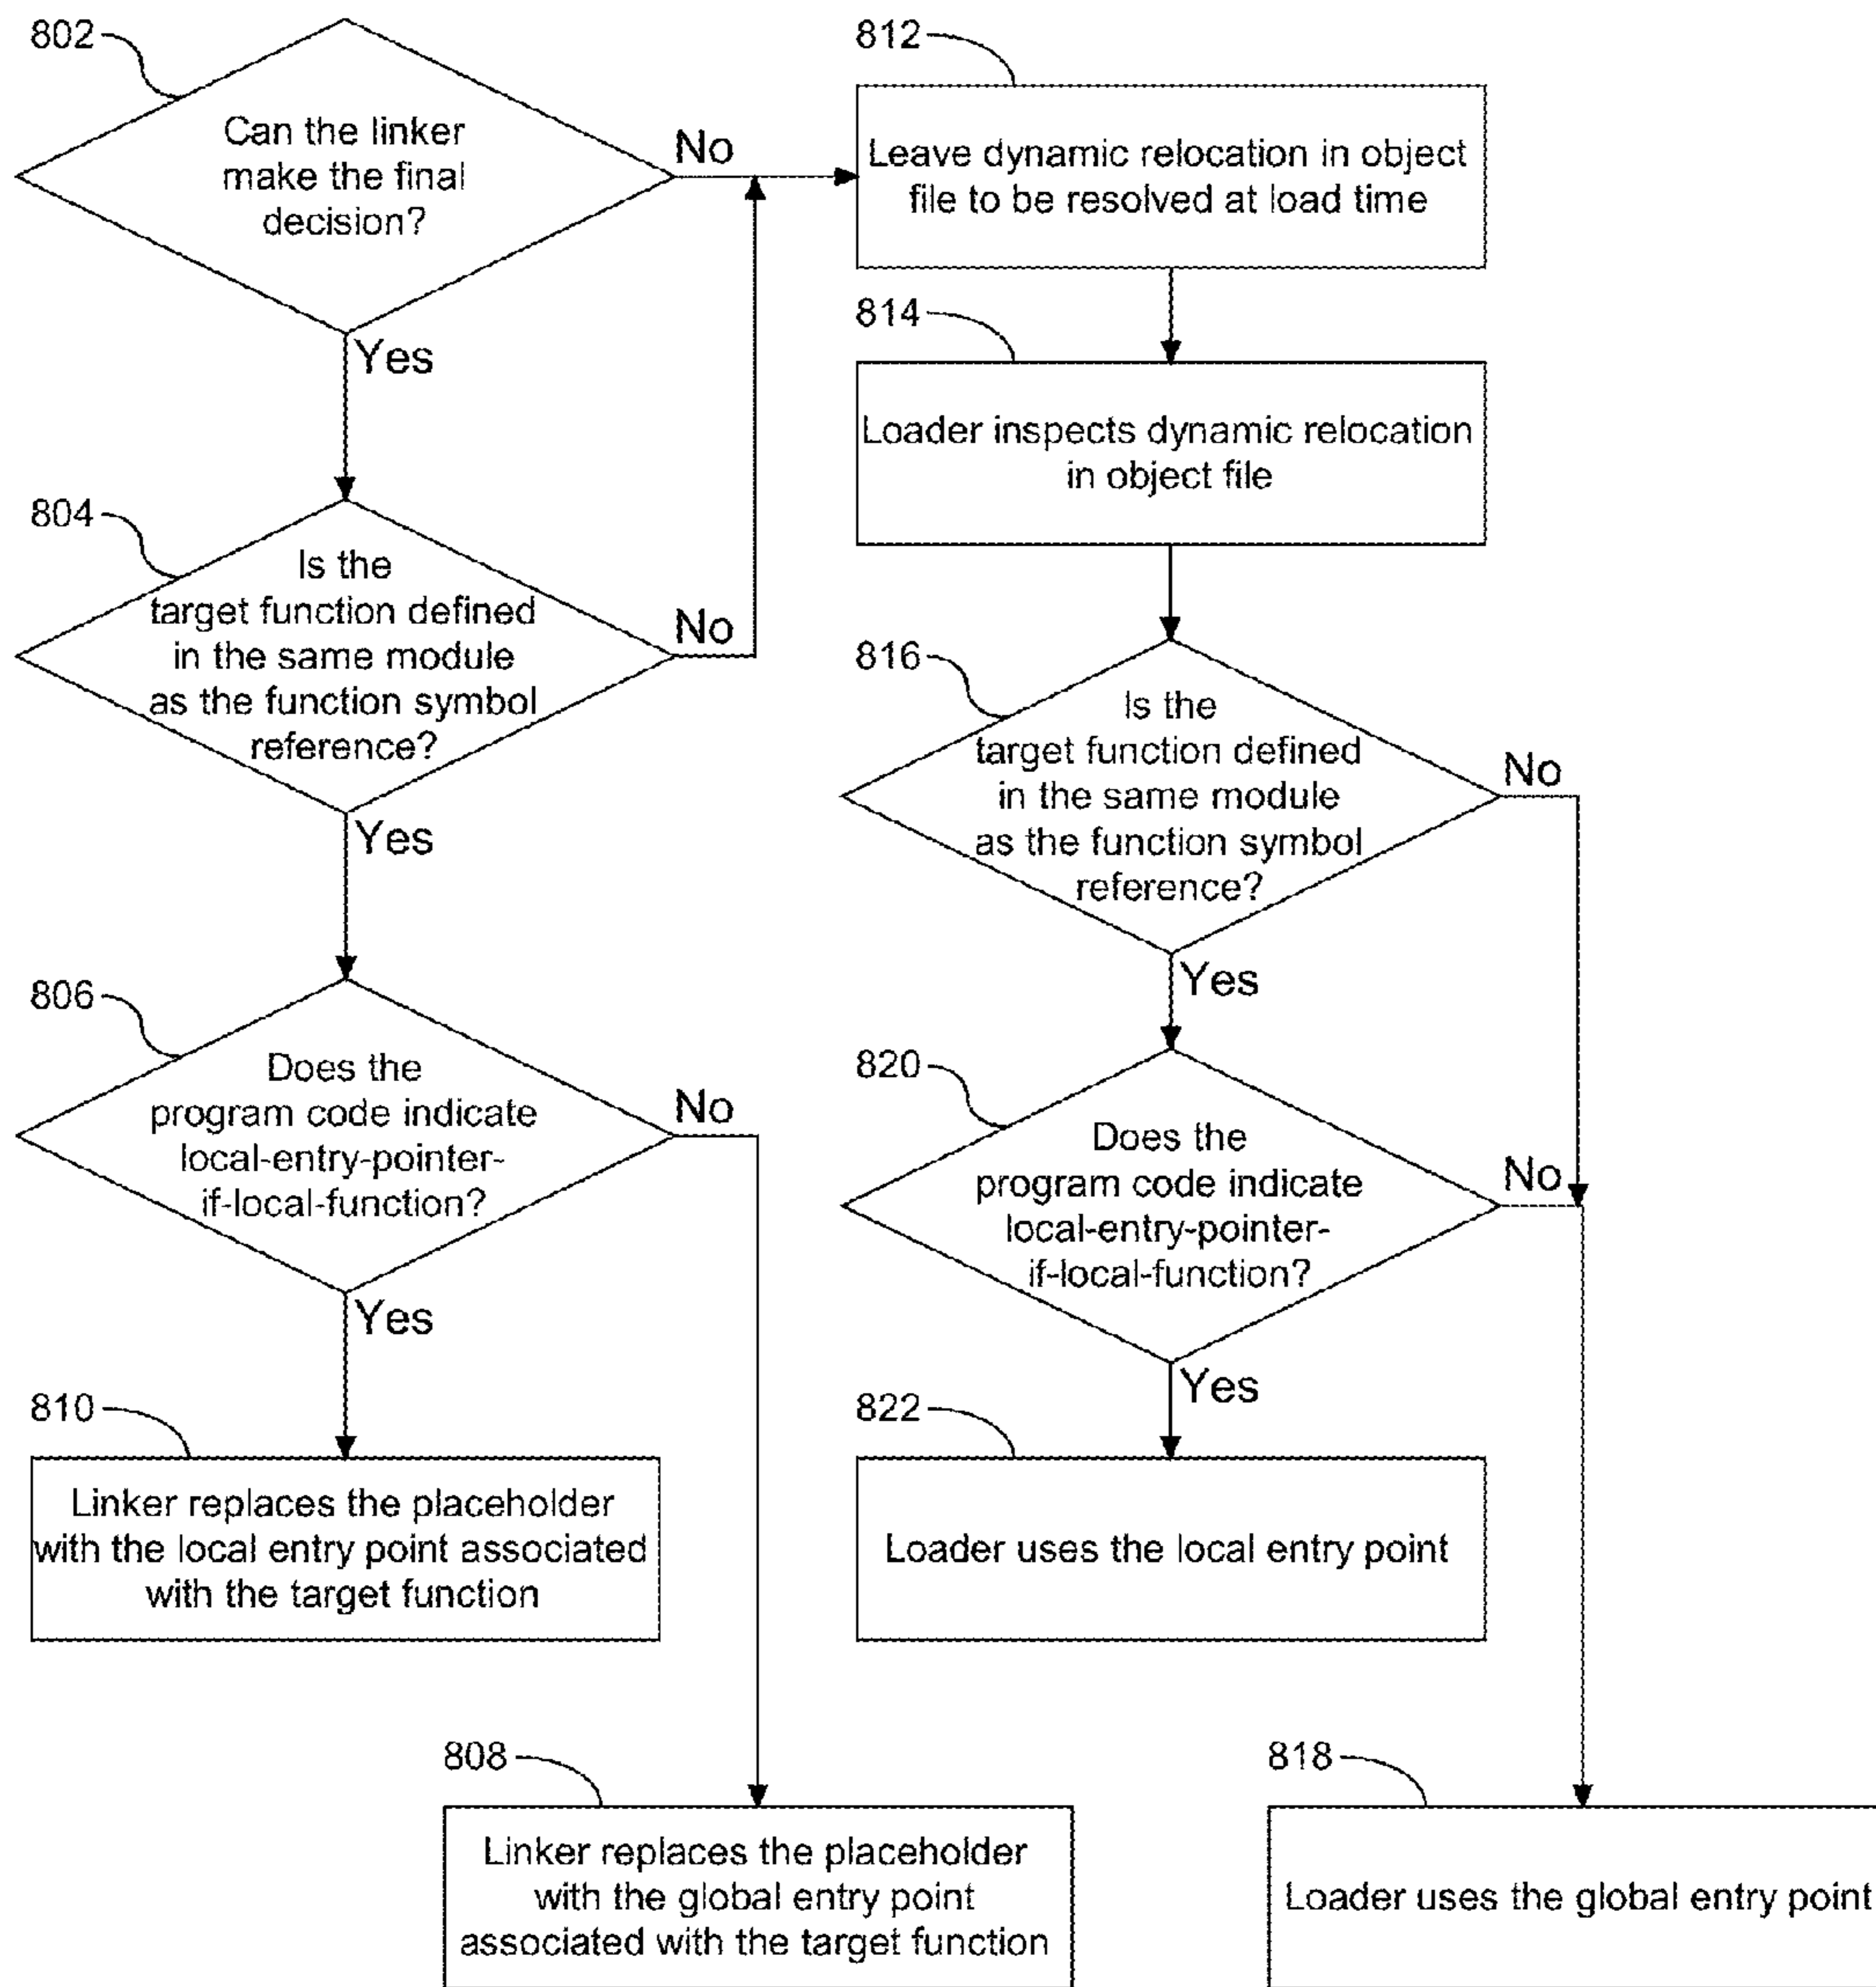 802
Can the linker
make the final
decision?
No
Yes
804
Is the
target function defined
in the same module
as the function symbol
reference?
No
Yes
806
Does the
program code indicate
local-entry-pointer-
if-local-function?
No
Yes
810
Linker replaces the placeholder
with the local entry point associated
with the target function
808
Linker replaces the placeholder
with the global entry point
associated with the target function
812
Leave dynamic relocation in object
file to be resolved at load time
814
Loader inspects dynamic relocation
in object file
816
Is the
target function defined
in the same module
as the function symbol
reference?
No
Yes
820
Does the
program code indicate
local-entry-pointer-
if-local-function?
No
Yes
822
Loader uses the local entry point
818
Loader uses the global entry point